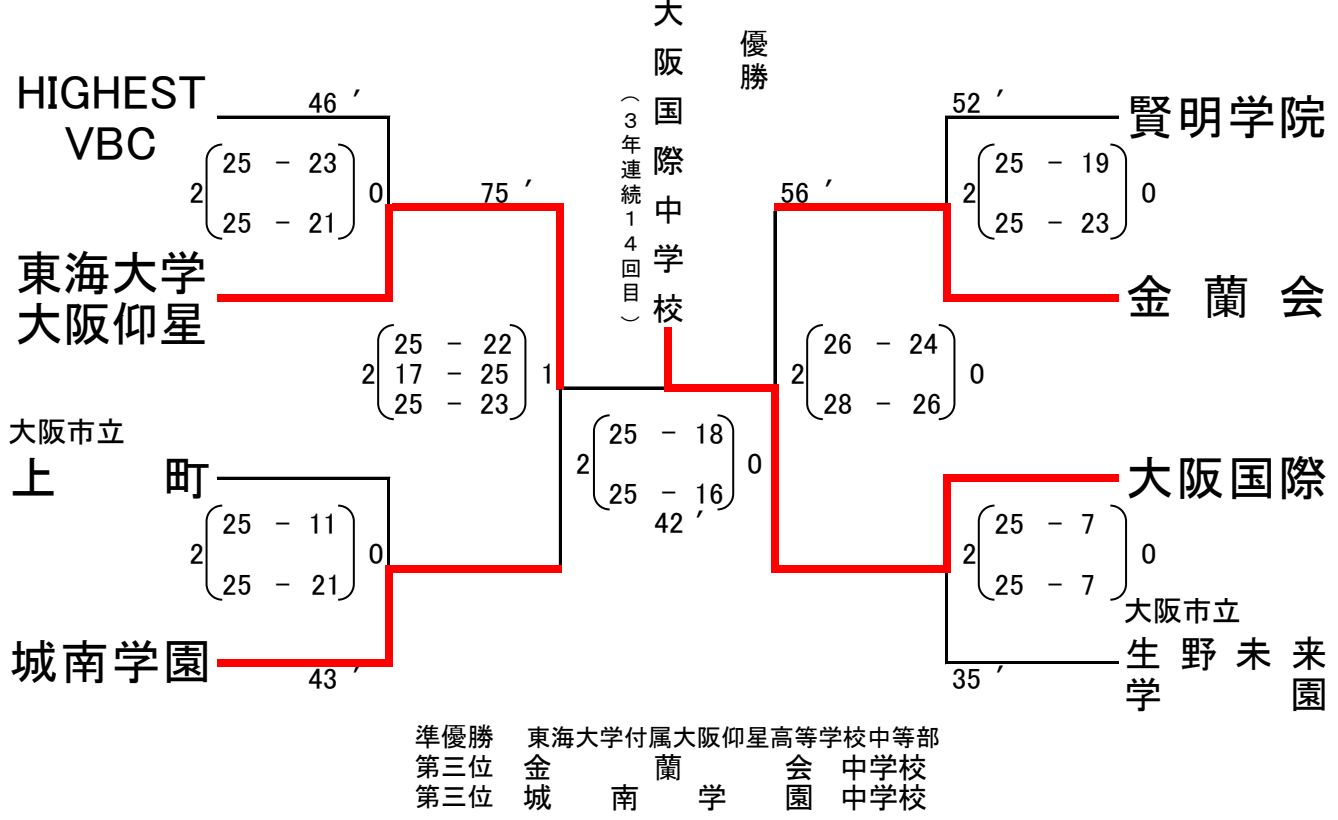 優勝
大阪国際中学校
（3年連続14回目）
HIGHEST
VBC
46 ′
2 25 - 23 0
25 - 21
東海大学
大阪仰星
75 ′
25 - 22
2 17 - 25 1
25 - 23
大阪市立
上町
2 25 - 11 0
25 - 21
城南学園
43 ′
2 25 - 18 0
25 - 16
42 ′
52 ′
賢明学院
2 25 - 19 0
25 - 23
56 ′
金蘭会
2 26 - 24 0
28 - 26
大阪国際
2 25 - 7 0
25 - 7
大阪市立
生野未来
学園
35 ′
準優勝 東海大学付属大阪仰星高等学校中等部
第三位 金蘭会中学校
第三位 城南学園中学校